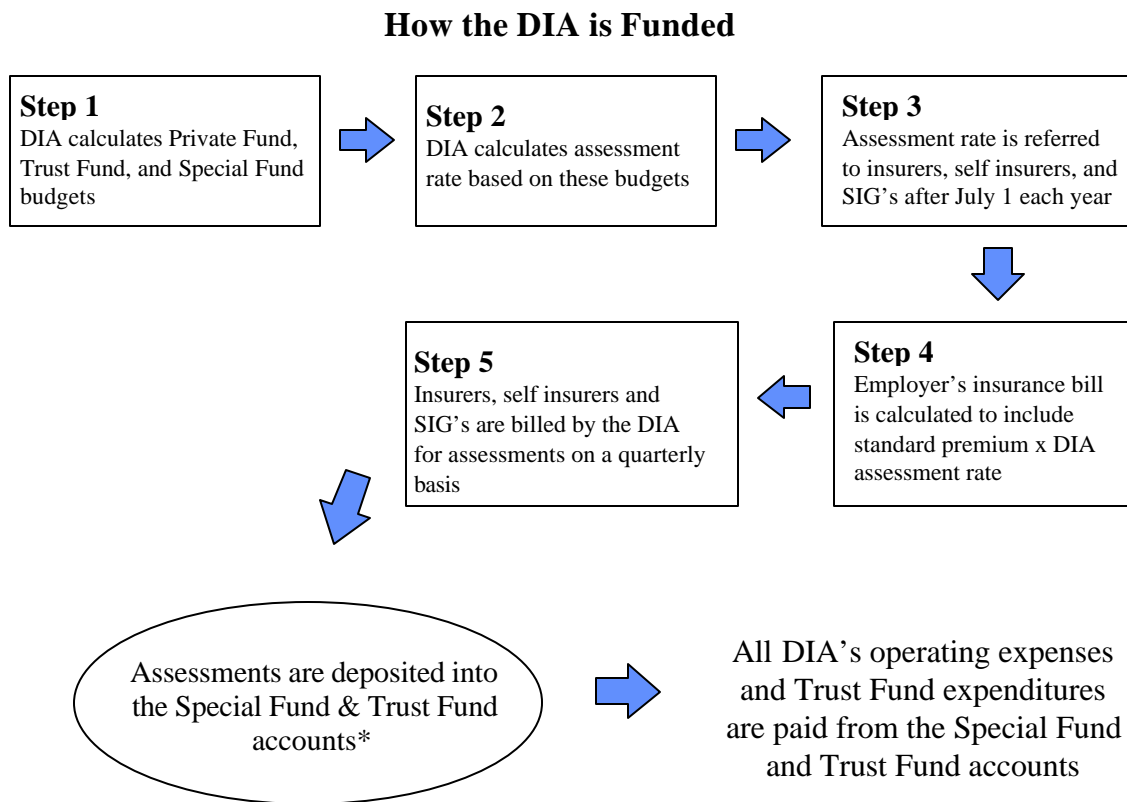 How the DIA is Funded
Step 1
DIA calculates Private Fund,
Trust Fund, and Special Fund
budgets
Step 2
DIA calculates assessment
rate based on these budgets
Step 3
Assessment rate is referred
to insurers, self insurers, and
SIG's after July 1 each year
Step 4
Employer's insurance bill
is calculated to include
standard premium x DIA
assessment rate
Step 5
Insurers, self insurers and
SIG's are billed by the DIA
for assessments on a quarterly
basis
Assessments are deposited into
the Special Fund & Trust Fund
accounts*
All DIA's operating expenses
and Trust Fund expenditures
are paid from the Special Fund
and Trust Fund accounts